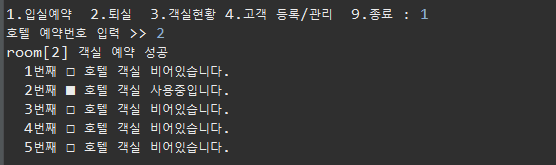 1.입실예약  2.퇴실  3.객실현황 4.고객 등록/관리  9.종료 : 1
호텔 예약번호 입력 >> 2
room[2] 객실 예약 성공
  1번째 □ 호텔 객실 비어있습니다.
  2번째 ■ 호텔 객실 사용중입니다.
  3번째 □ 호텔 객실 비어있습니다.
  4번째 □ 호텔 객실 비어있습니다.
  5번째 □ 호텔 객실 비어있습니다.